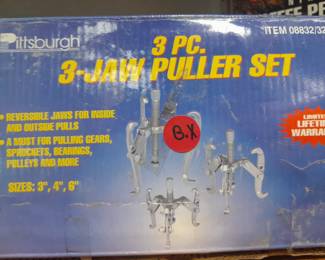 Pittsburgh
3 PC.
3-JAW PULLER SET
ITEM 08832/32
• REVERSIBLE JAWS FOR INSIDE
AND OUTSIDE PULLS
• A MUST FOR PULLING GEARS,
SPROCKETS, BEARINGS,
PULLEYS AND MORE
SIZES: 3", 4", 6"
B.X
LIMITED
LIFETIME
WARRAN